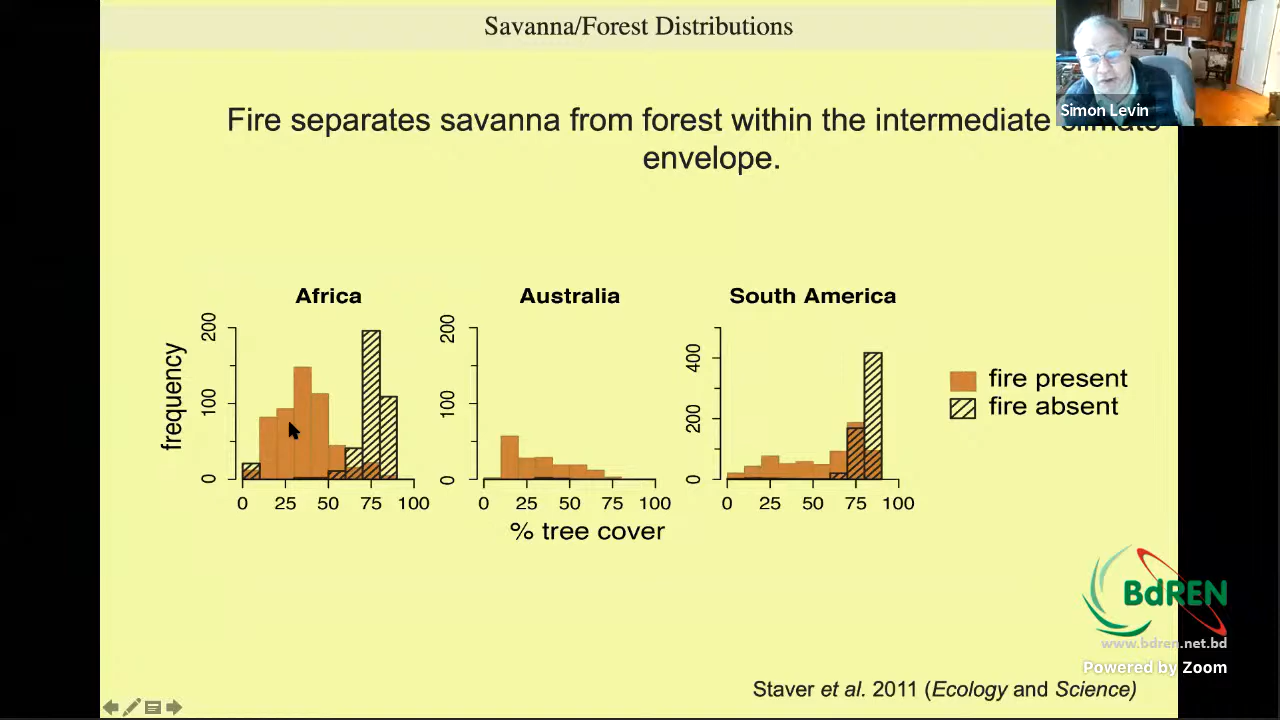 Savanna/Forest Distributions
Simon Levin
Fire separates savanna from forest within the intermediate climate
envelope.
Africa
Australia
South America
frequency
0 100 200
0 25 50 75 100
0 100 200
0 25 50 75 100
0 200 400
0 25 50 75 100
% tree cover
fire present
fire absent
BdREN
www.bdren.net.bd
Powered by Zoom
Staver et al. 2011 (Ecology and Science)